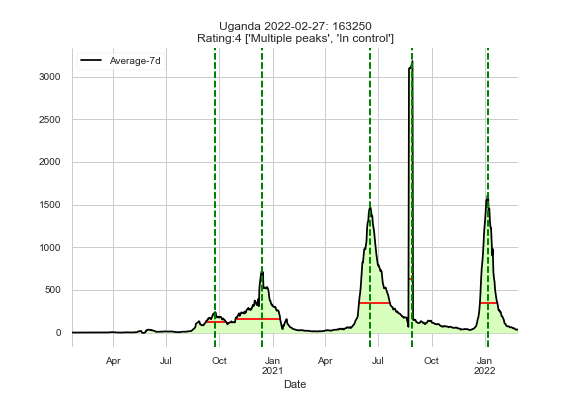 Uganda 2022-02-27: 163250
Rating:4 ['Multiple peaks', 'In control']
Average-7d
3000
2500
2000
1500
1000
500
0
Apr Jul Oct Jan Apr Jul Oct Jan
2021 2022
Date